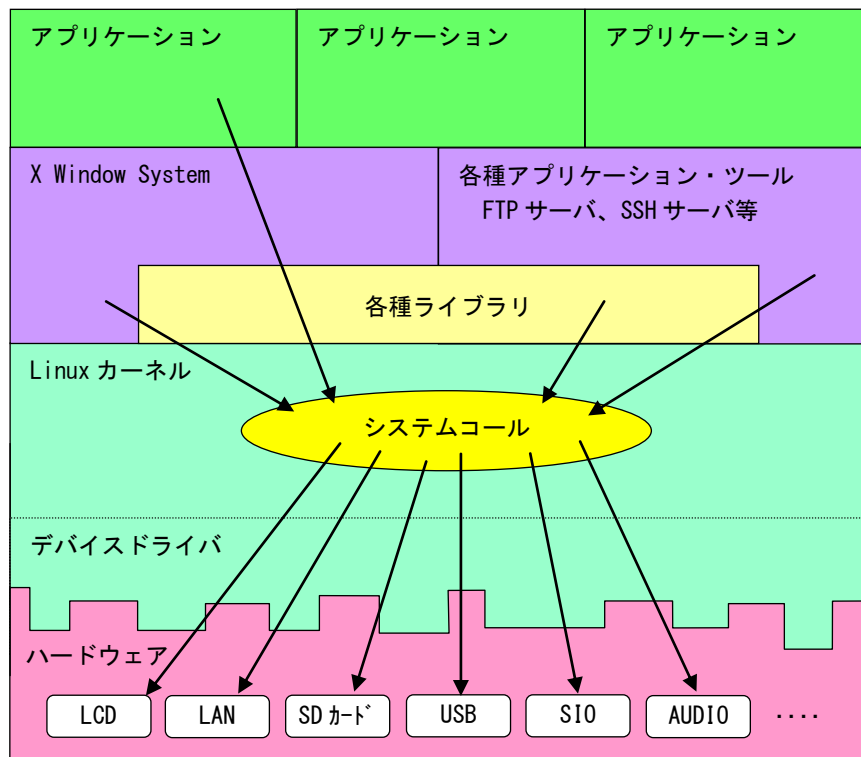 アプリケーション
アプリケーション
アプリケーション
X Window System
各種アプリケーション・ツール
FTP サーバ、SSH サーバ等
各種ライブラリ
Linux カーネル
システムコール
デバイスドライバ
ハードウェア
LCD
LAN
SD ｶｰﾄﾞ
USB
SIO
AUDIO
‥‥